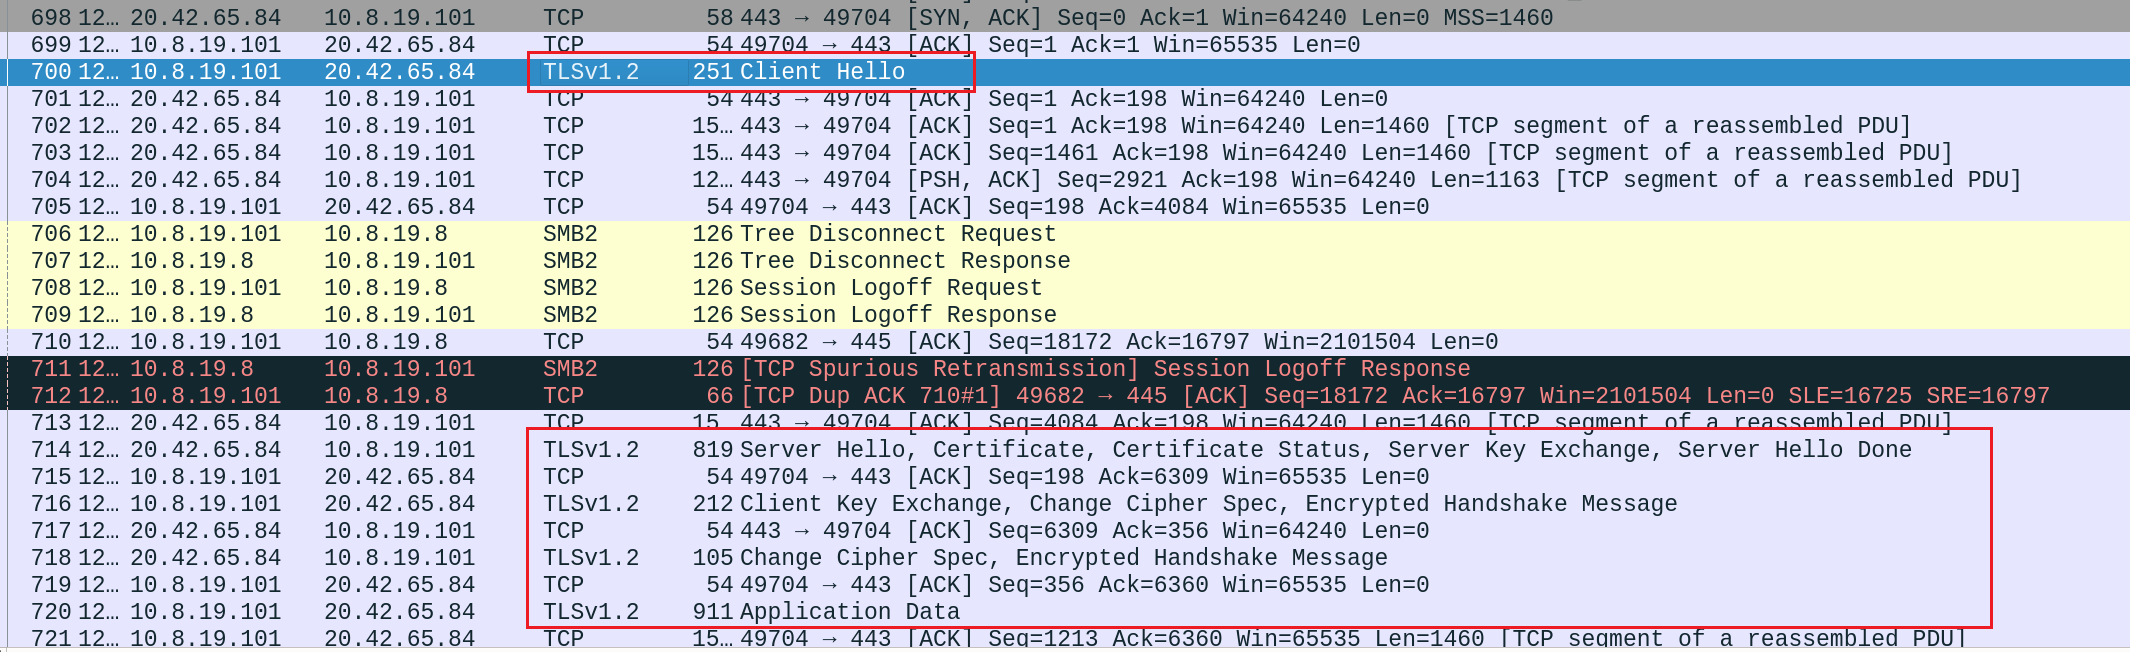 698 12… 20.42.65.84 10.8.19.101 TCP 58 443 → 49704 [SYN, ACK] Seq=0 Ack=1 Win=64240 Len=0 MSS=1460
699 12… 10.8.19.101 20.42.65.84 TCP 54 49704 → 443 [ACK] Seq=1 Ack=1 Win=65535 Len=0
700 12… 10.8.19.101 20.42.65.84 TLSv1.2 251 Client Hello
701 12… 20.42.65.84 10.8.19.101 TCP 54 443 → 49704 [ACK] Seq=1 Ack=198 Win=64240 Len=0
702 12… 20.42.65.84 10.8.19.101 TCP 15… 443 → 49704 [ACK] Seq=1 Ack=198 Win=64240 Len=1460 [TCP segment of a reassembled PDU]
703 12… 20.42.65.84 10.8.19.101 TCP 15… 443 → 49704 [ACK] Seq=1461 Ack=198 Win=64240 Len=1460 [TCP segment of a reassembled PDU]
704 12… 20.42.65.84 10.8.19.101 TCP 12… 443 → 49704 [PSH, ACK] Seq=2921 Ack=198 Win=64240 Len=1163 [TCP segment of a reassembled PDU]
705 12… 10.8.19.101 20.42.65.84 TCP 54 49704 → 443 [ACK] Seq=198 Ack=4084 Win=65535 Len=0
706 12… 10.8.19.101 10.8.19.8 SMB2 126 Tree Disconnect Request
707 12… 10.8.19.8 10.8.19.101 SMB2 126 Tree Disconnect Response
708 12… 10.8.19.101 10.8.19.8 SMB2 126 Session Logoff Request
709 12… 10.8.19.8 10.8.19.101 SMB2 126 Session Logoff Response
710 12… 10.8.19.101 10.8.19.8 TCP 54 49682 → 445 [ACK] Seq=18172 Ack=16797 Win=2101504 Len=0
711 12… 10.8.19.8 10.8.19.101 SMB2 126 [TCP Spurious Retransmission] Session Logoff Response
712 12… 10.8.19.101 10.8.19.8 TCP 66 [TCP Dup ACK 710#1] 49682 → 445 [ACK] Seq=18172 Ack=16797 Win=2101504 Len=0 SLE=16725 SRE=16797
713 12… 20.42.65.84 10.8.19.101 TCP 15… 443 → 49704 [ACK] Seq=4084 Ack=198 Win=64240 Len=1460 [TCP segment of a reassembled PDU]
714 12… 20.42.65.84 10.8.19.101 TLSv1.2 819 Server Hello, Certificate, Certificate Status, Server Key Exchange, Server Hello Done
715 12… 10.8.19.101 20.42.65.84 TCP 54 49704 → 443 [ACK] Seq=198 Ack=6309 Win=65535 Len=0
716 12… 10.8.19.101 20.42.65.84 TLSv1.2 212 Client Key Exchange, Change Cipher Spec, Encrypted Handshake Message
717 12… 20.42.65.84 10.8.19.101 TCP 54 443 → 49704 [ACK] Seq=6309 Ack=356 Win=64240 Len=0
718 12… 20.42.65.84 10.8.19.101 TLSv1.2 105 Change Cipher Spec, Encrypted Handshake Message
719 12… 10.8.19.101 20.42.65.84 TCP 54 49704 → 443 [ACK] Seq=356 Ack=6360 Win=65535 Len=0
720 12… 10.8.19.101 20.42.65.84 TLSv1.2 911 Application Data
721 12… 10.8.19.101 20.42.65.84 TCP 15… 49704 → 443 [ACK] Seq=1213 Ack=6360 Win=65535 Len=1460 [TCP segment of a reassembled PDU]